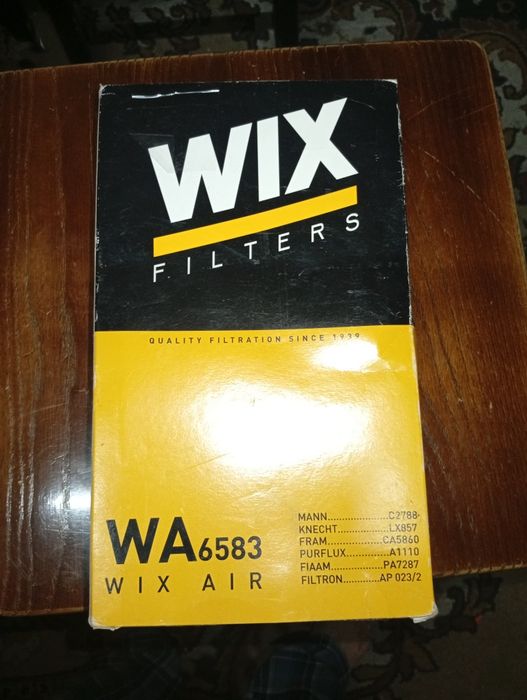 WIX
FILTERS
QUALITY FILTRATION SINCE 1939
WA6583
WIX AIR
MANN.....................C2788
KNECHT..................LX857
FRAM...................CA5860
PURFLUX...............A1110
FIAAM..................PA7287
FILTRON.............AP 023/2